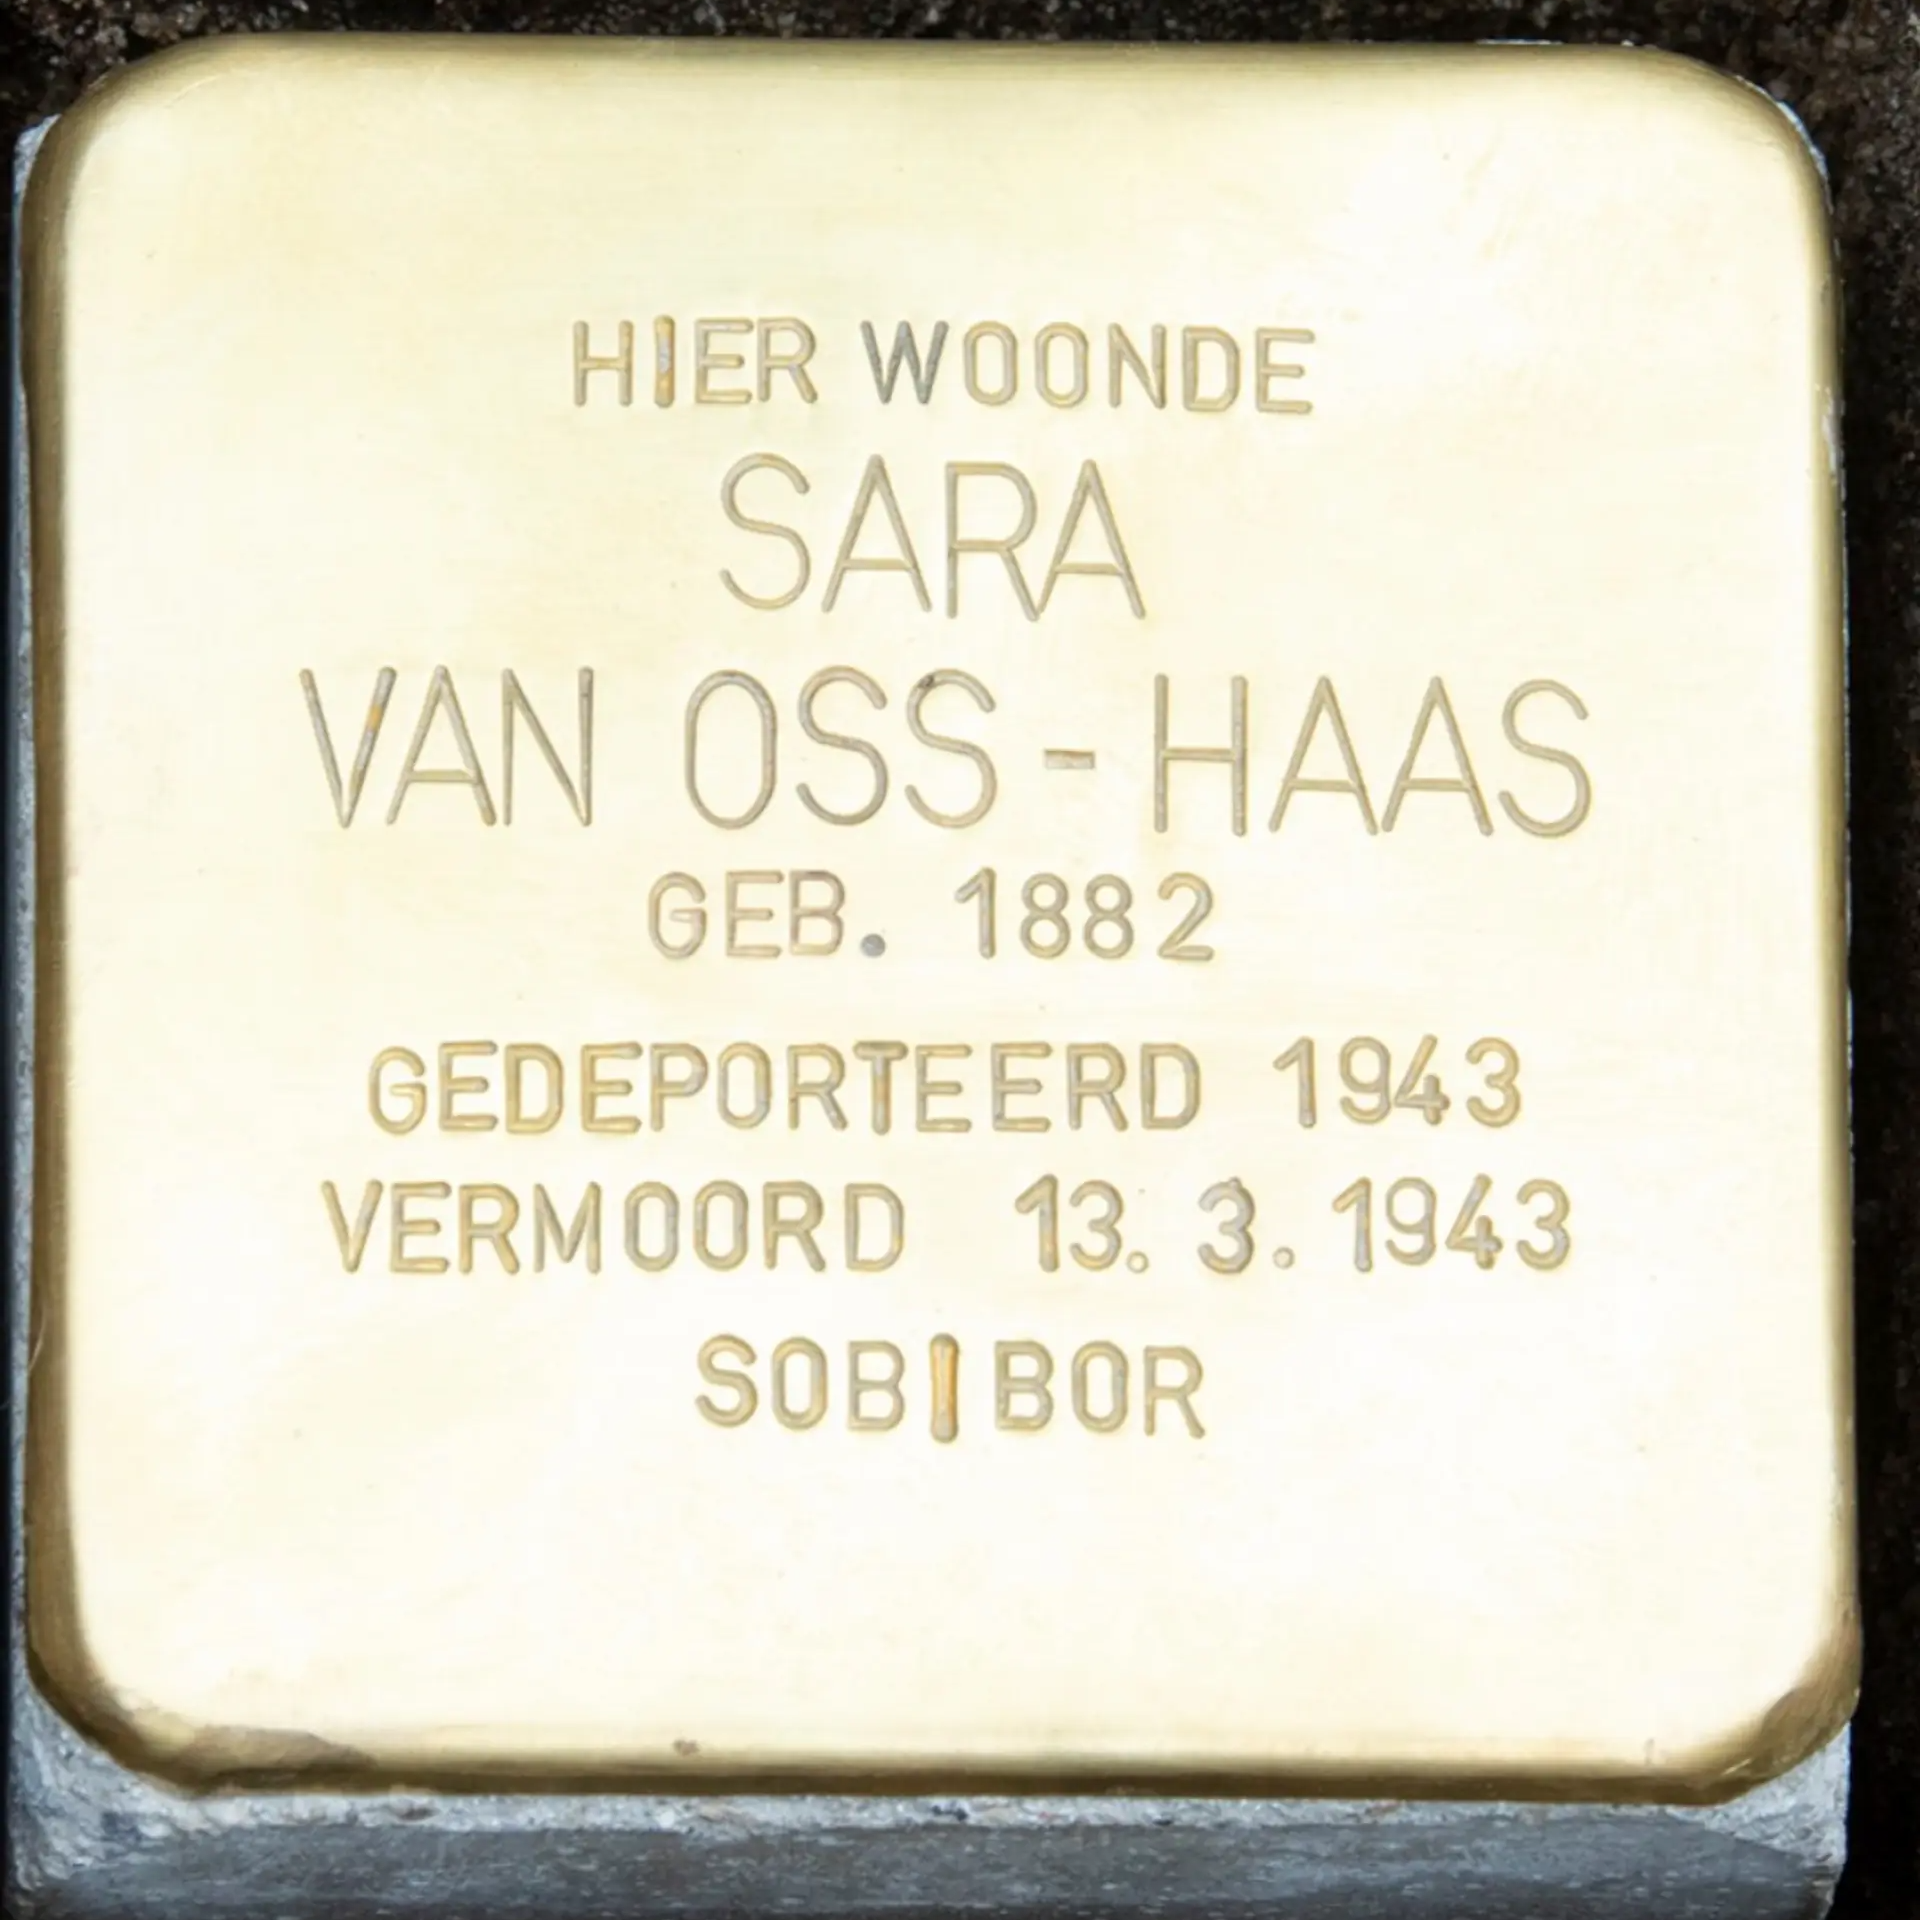 HIER WOONDE
SARA
VAN OSS - HAAS
GEB. 1882
GEDEPORTEERD 1943
VERMOORD 13. 3. 1943
SOBIBOR